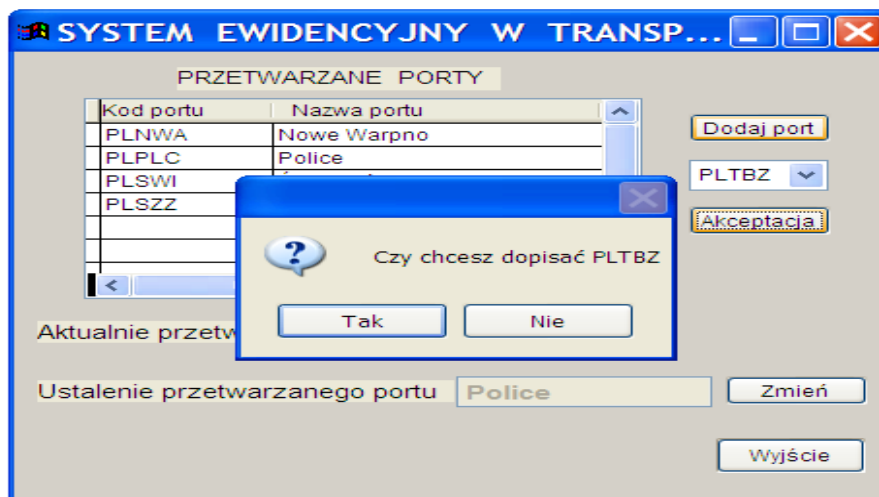 SYSTEM EWIDENCYJNY W TRANSP...
PRZETWARZANE PORTY
Kod portu Nazwa portu
PLNWA Nowe Warpno
PLPLC Police
PLSWI
PLSZZ
Dodaj port
PLTBZ
Akceptacja
Czy chcesz dopisać PLTBZ
Tak Nie
Aktualnie
Ustalenie przetwarzanego portu Police Zmień
Wyjście